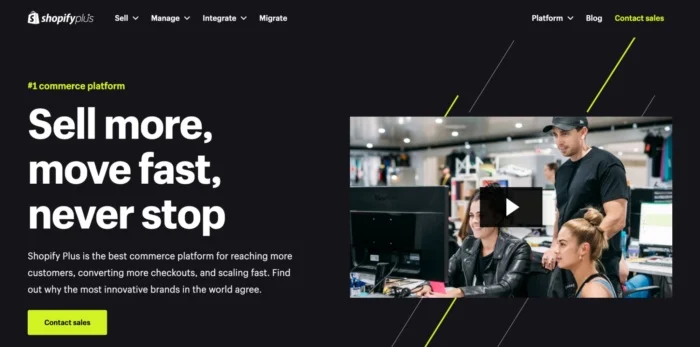 shopifyplus Sell Manage Integrate Migrate Platform Blog Contact sales
#1 commerce platform
Sell more,
move fast,
never stop
Shopify Plus is the best commerce platform for reaching more
customers, converting more checkouts, and scaling fast. Find
out why the most innovative brands in the world agree.
Contact sales